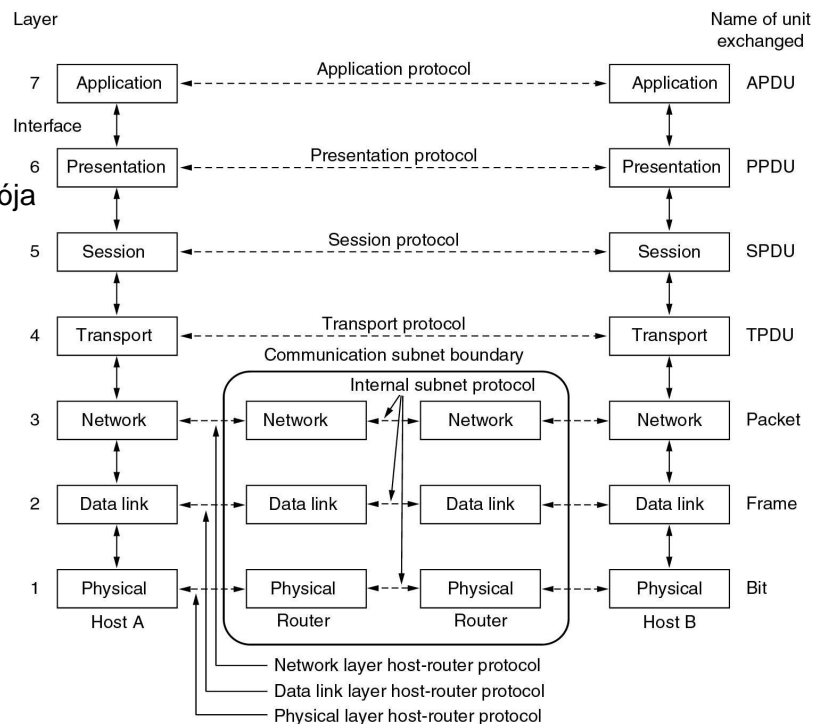 Layer
Name of unit
exchanged
7 Application Application protocol Application APDU
Interface
6 Presentation Presentation protocol Presentation PPDU
ója
5 Session Session protocol Session SPDU
4 Transport Transport protocol Transport TPDU
Communication subnet boundary
Internal subnet protocol
3 Network Network Network Network Packet
2 Data link Data link Data link Data link Frame
1 Physical Physical Physical Physical Bit
Host A Router Router Host B
Network layer host-router protocol
Data link layer host-router protocol
Physical layer host-router protocol